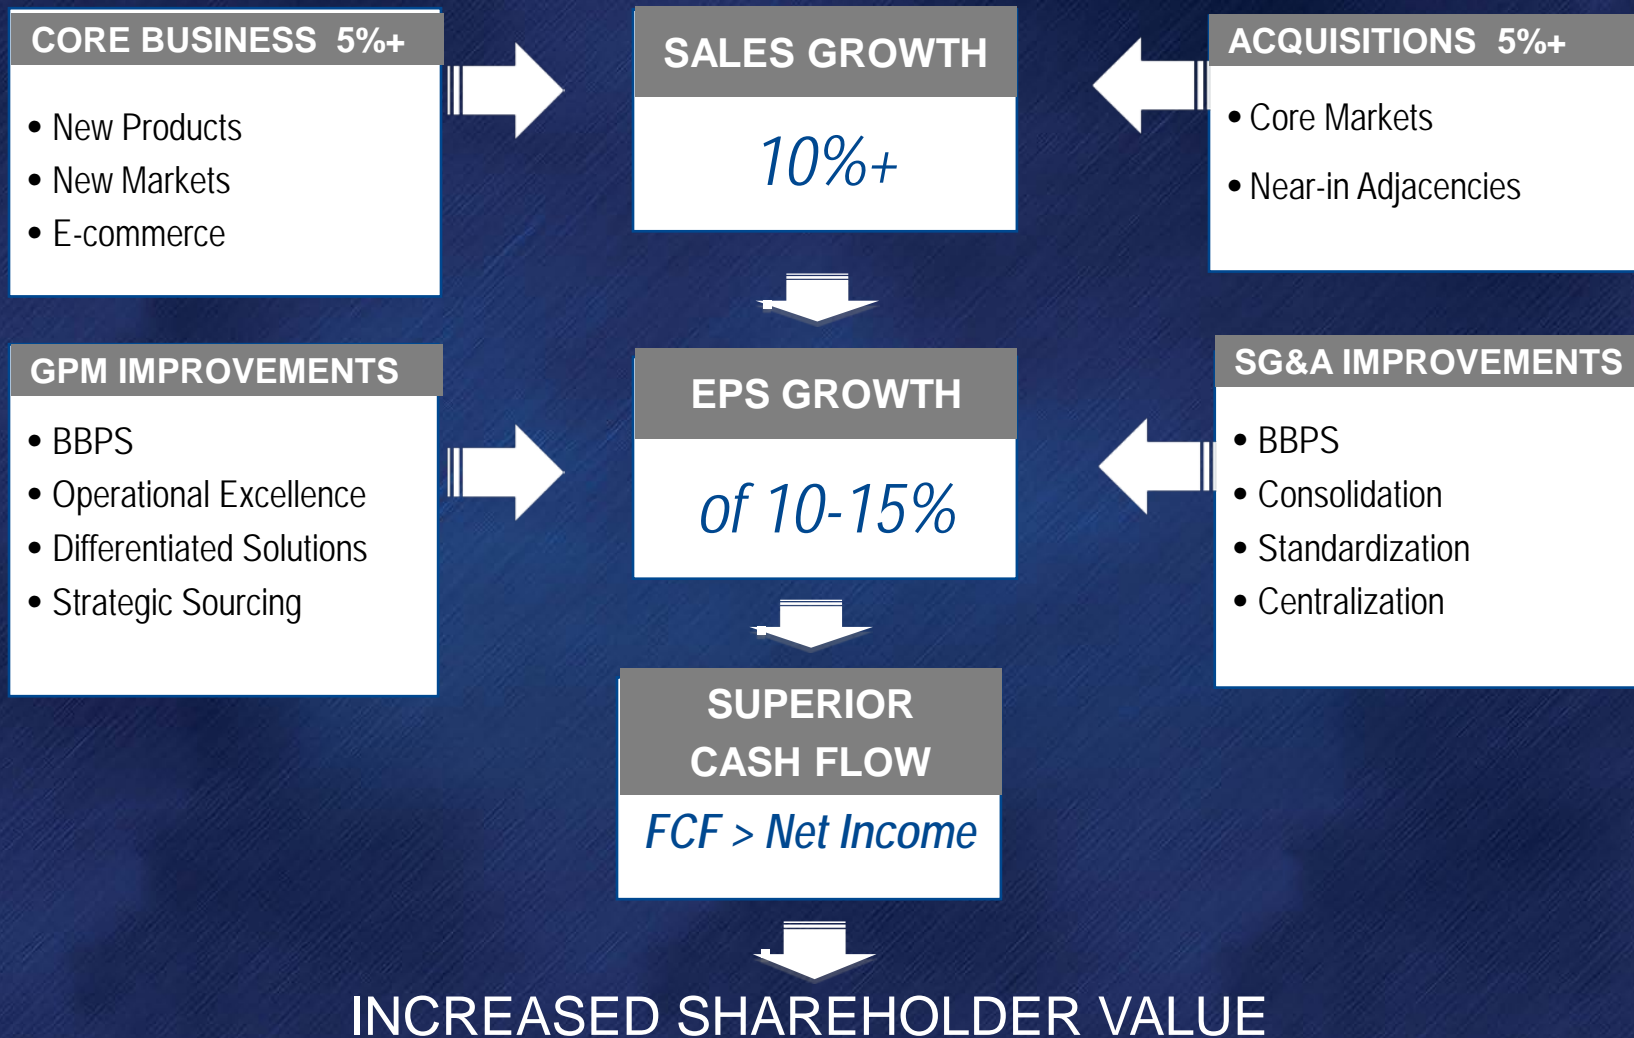 CORE BUSINESS 5%+
• New Products
• New Markets
• E-commerce
SALES GROWTH
10%+
ACQUISITIONS 5%+
• Core Markets
• Near-in Adjacencies
GPM IMPROVEMENTS
• BBPS
• Operational Excellence
• Differentiated Solutions
• Strategic Sourcing
EPS GROWTH
of 10-15%
SG&A IMPROVEMENTS
• BBPS
• Consolidation
• Standardization
• Centralization
SUPERIOR
CASH FLOW
FCF > Net Income
INCREASED SHAREHOLDER VALUE